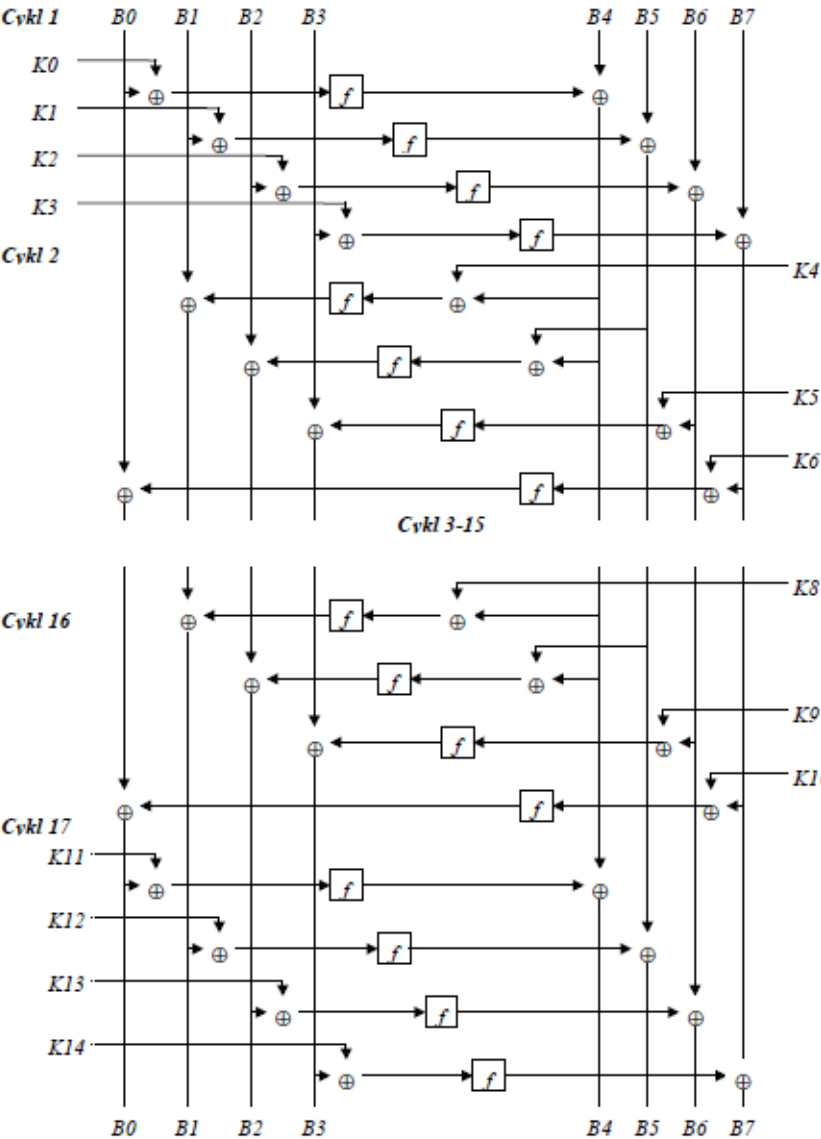 Cykl 1 B0 B1 B2 B3 B4 B5 B6 B7
K0
f
K1
f
K2
f
K3
f
Cykl 2
K4
f
f
K5
f
K6
f
Cykl 3-15
K8
f
Cykl 16
f
K9
f
K10
f
Cykl 17
K11
f
K12
f
K13
f
K14
f
B0 B1 B2 B3 B4 B5 B6 B7